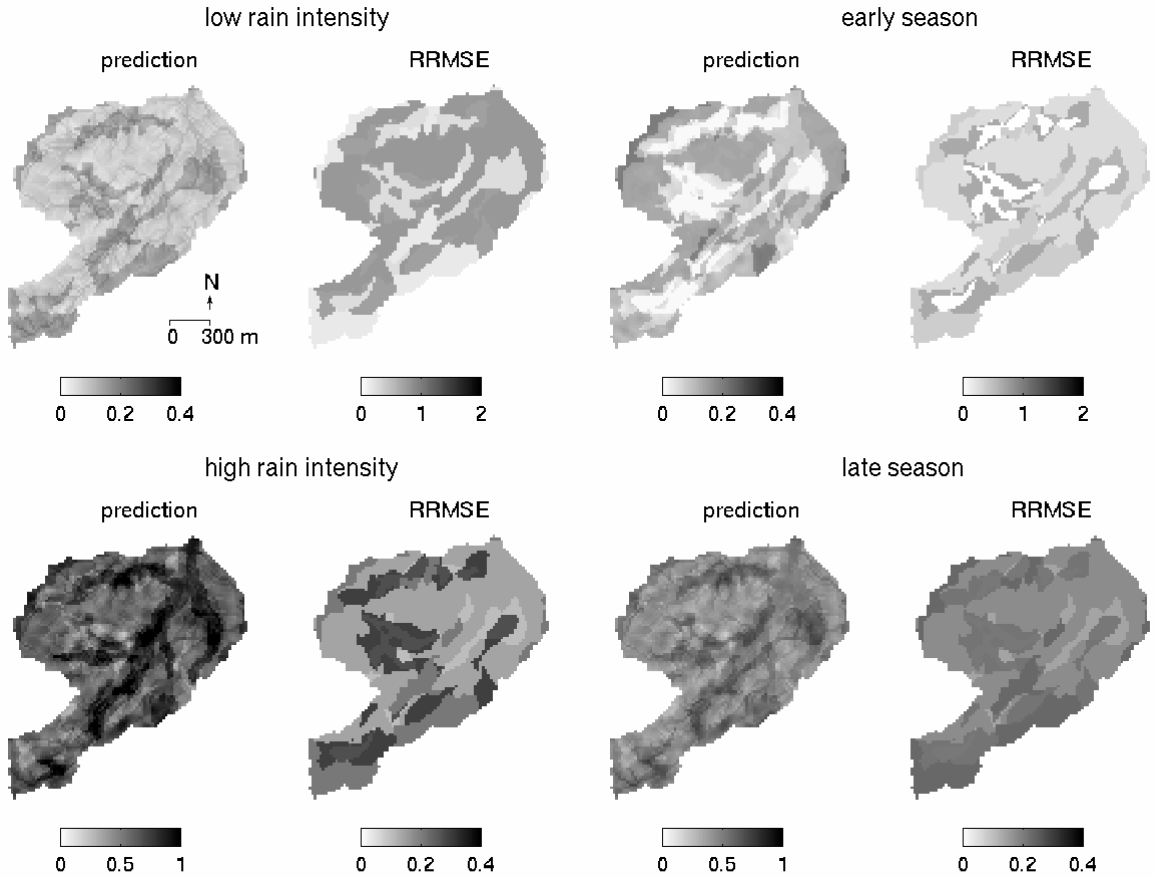 low rain intensity
early season
prediction
RRMSE
prediction
RRMSE
N
0 300 m
0 0.2 0.4
0 1 2
0 0.2 0.4
0 1 2
high rain intensity
late season
prediction
RRMSE
prediction
RRMSE
0 0.5 1
0 0.2 0.4
0 0.5 1
0 0.2 0.4